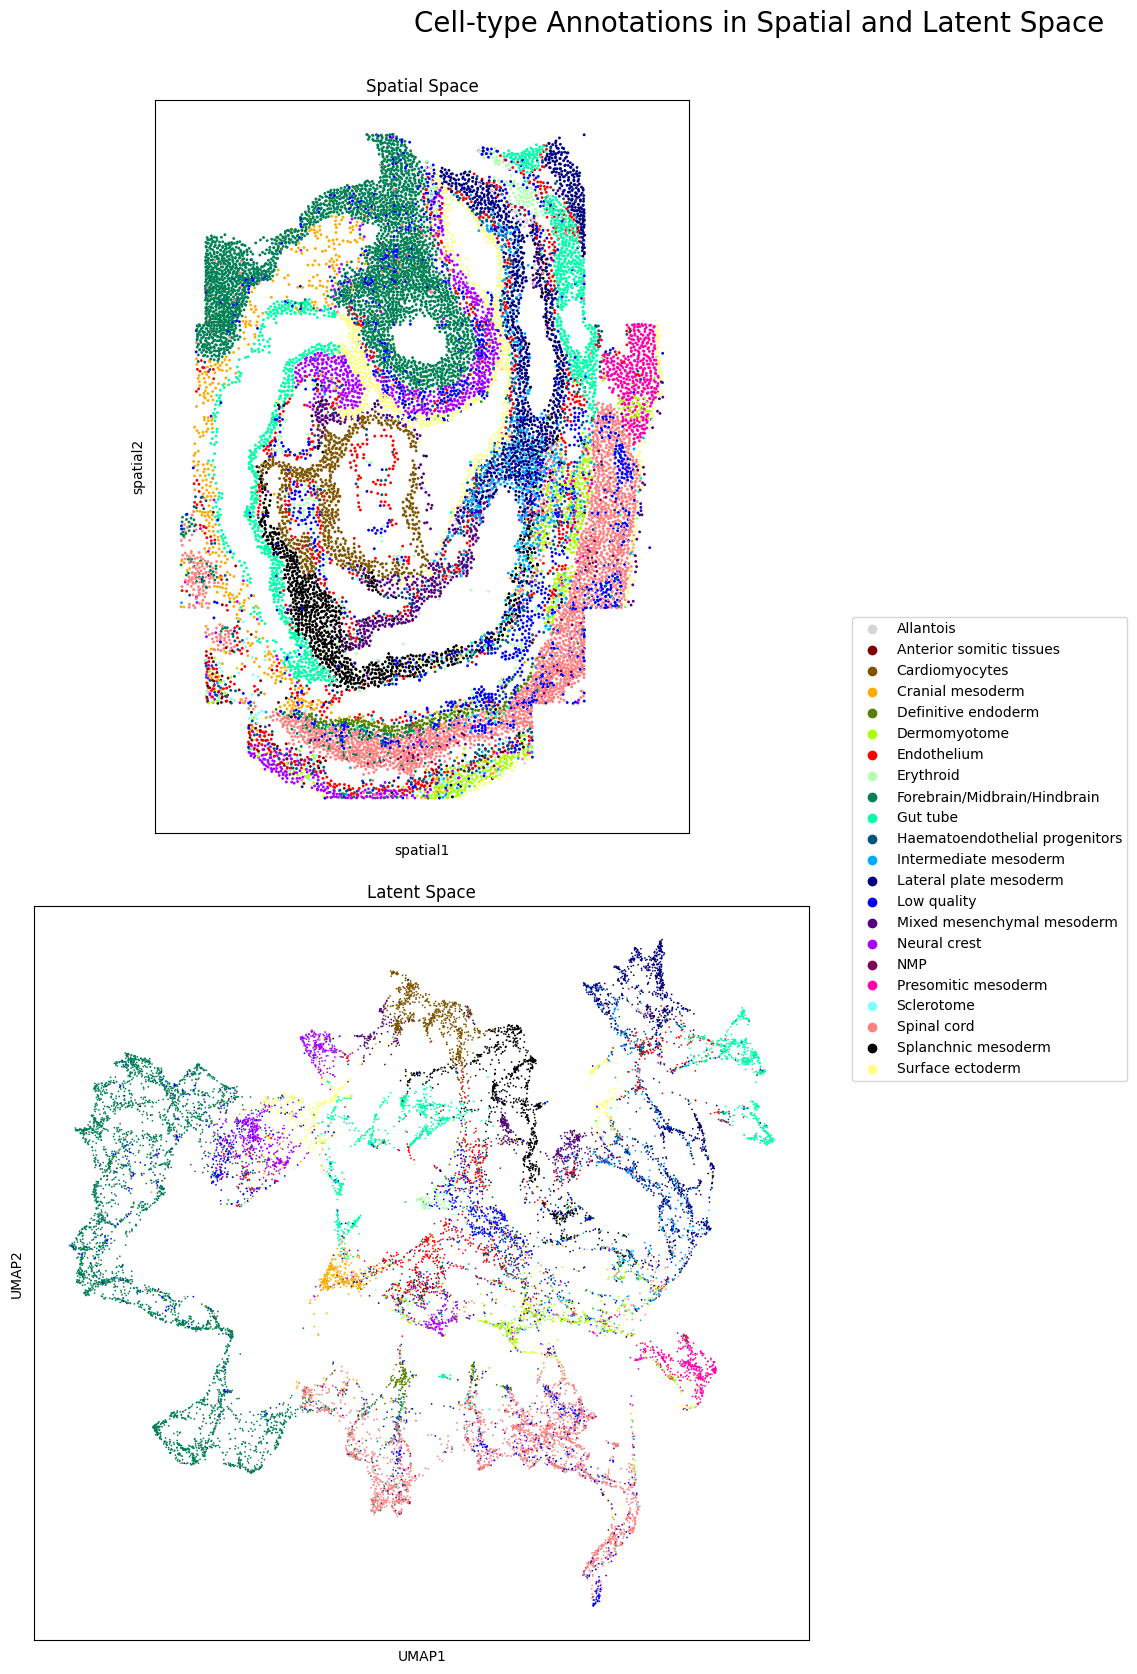 Cell-type Annotations in Spatial and Latent Space
Spatial Space
spatial2
spatial1
Latent Space
UMAP2
UMAP1
Allantois
Anterior somitic tissues
Cardiomyocytes
Cranial mesoderm
Definitive endoderm
Dermomyotome
Endothelium
Erythroid
Forebrain/Midbrain/Hindbrain
Gut tube
Haematoendothelial progenitors
Intermediate mesoderm
Lateral plate mesoderm
Low quality
Mixed mesenchymal mesoderm
Neural crest
NMP
Presomitic mesoderm
Sclerotome
Spinal cord
Splanchnic mesoderm
Surface ectoderm